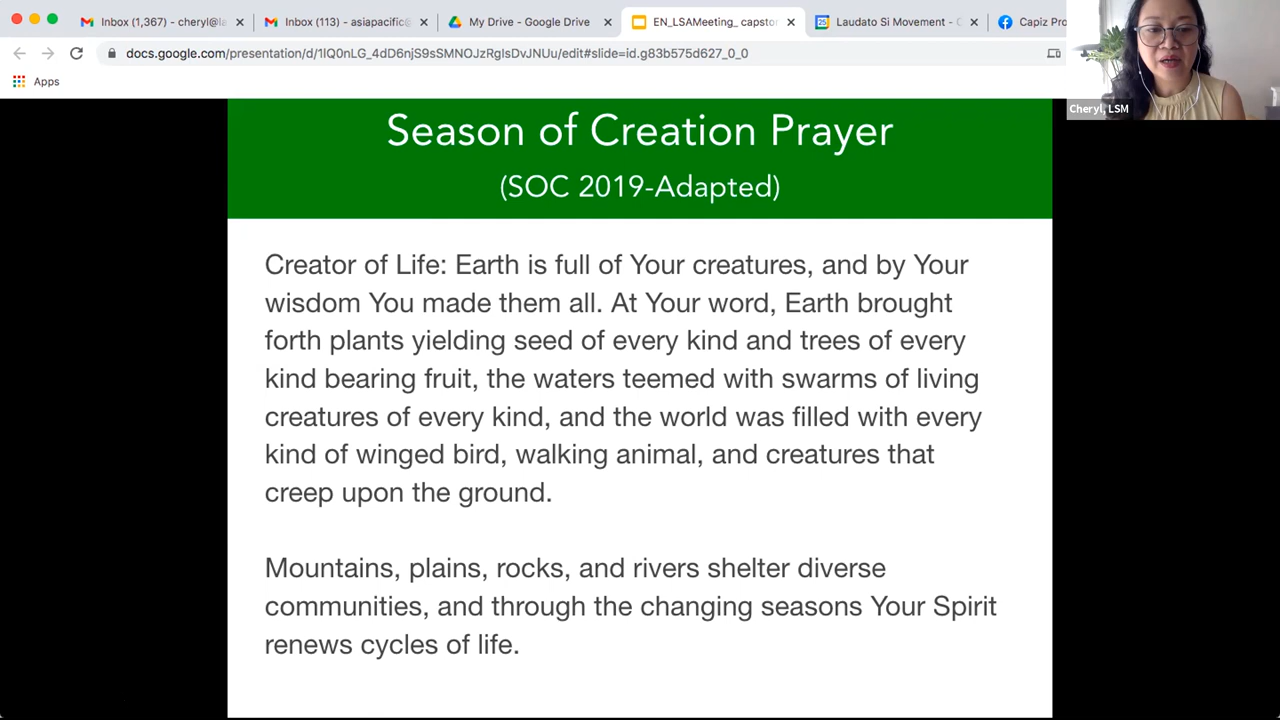 Inbox (1,367) - cheryl@la
Inbox (113) - asiapacific@
My Drive - Google Drive
EN_LSAMeeting_ capstor
Laudato Si Movement - C
Capiz Pro
docs.google.com/presentation/d/1lQ0nLG_4dD6njS9sSMNOJzRglsDvJNUu/edit#slide=id.g83b575d627_0_0
Apps
Cheryl, LSM
Season of Creation Prayer
(SOC 2019-Adapted)
Creator of Life: Earth is full of Your creatures, and by Your
wisdom You made them all. At Your word, Earth brought
forth plants yielding seed of every kind and trees of every
kind bearing fruit, the waters teemed with swarms of living
creatures of every kind, and the world was filled with every
kind of winged bird, walking animal, and creatures that
creep upon the ground.
Mountains, plains, rocks, and rivers shelter diverse
communities, and through the changing seasons Your Spirit
renews cycles of life.